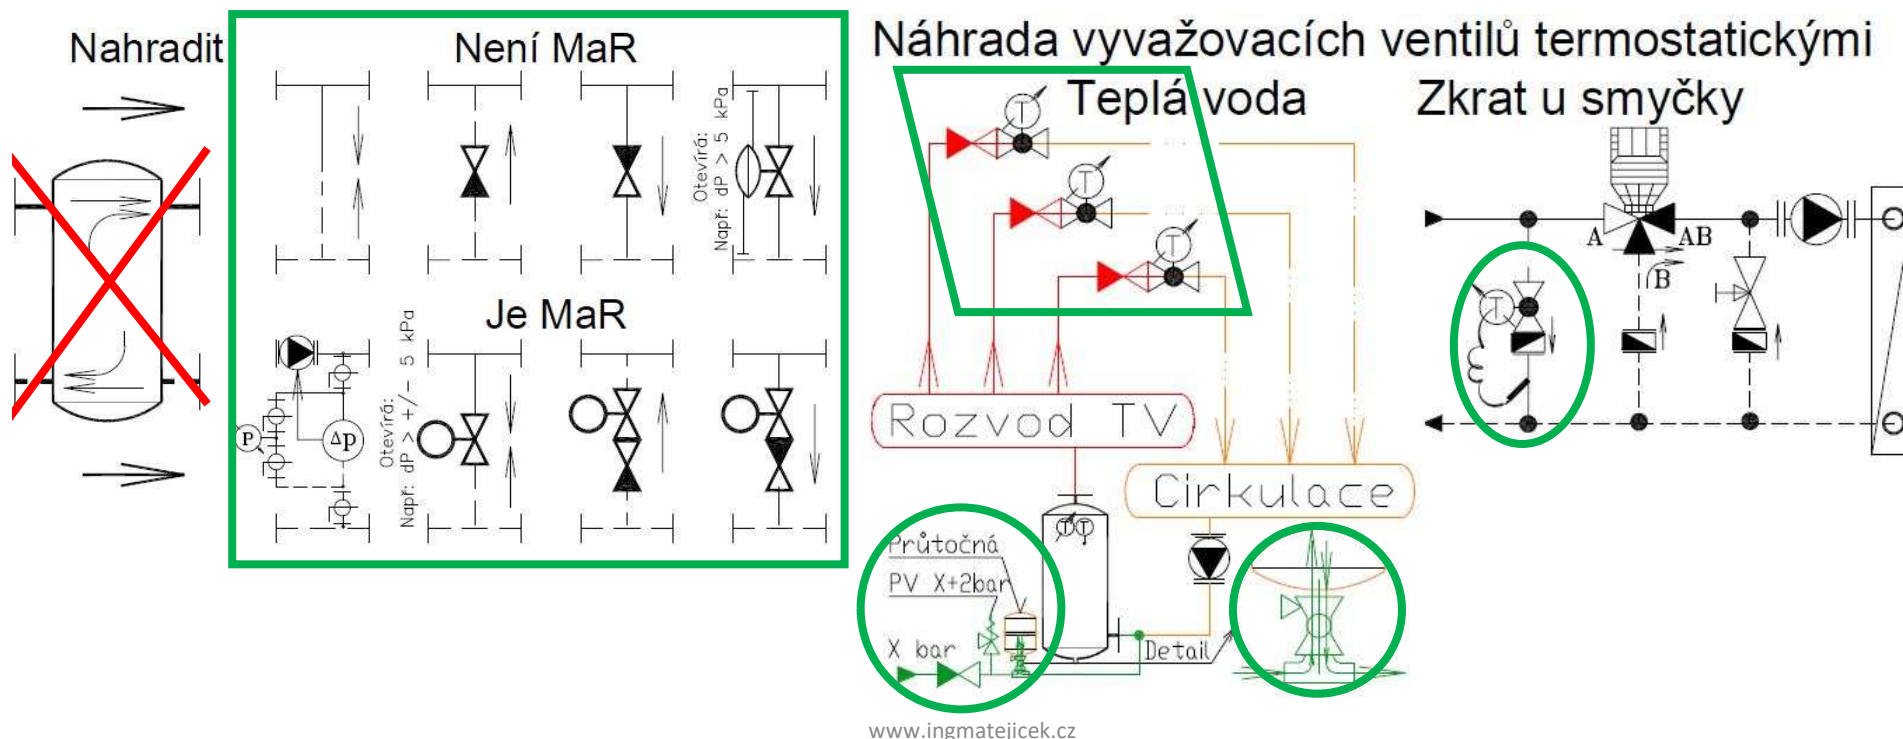 Nahradit
Není MaR
Otevírá:
Např: dP > 5 kPa
Je MaR
P
Δp
Otevírá:
Např: dP > +/- 5 kPa
Náhrada vyvažovacích ventilů termostatickými
Teplá voda
Zkrat u smyčky
T
T
T
A
AB
B
T
Rozvod TV
Cirkulace
T
T
Průtočná
PV X+2bar
X bar
Detail
www.ingmatejicek.cz